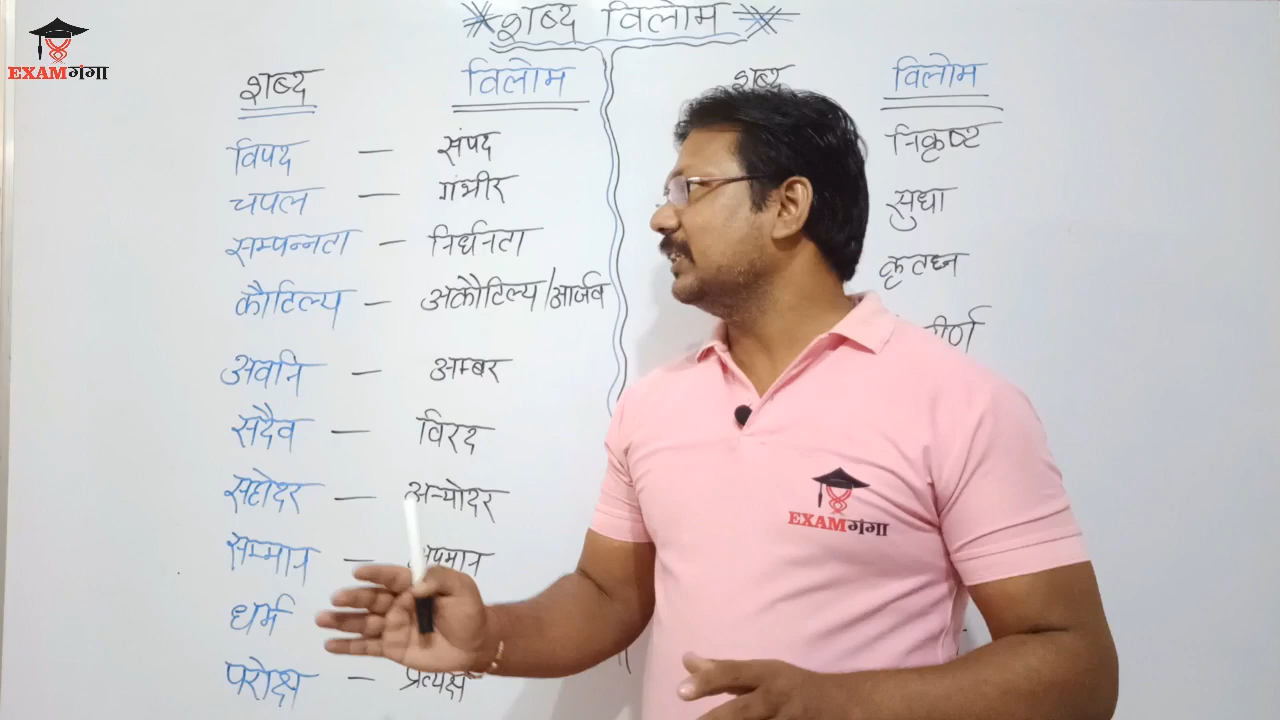 EXAMगंगा
शब्द विलोम
शब्द विलोम
विपद — संपद
चपल — गंभीर
सम्पन्नता — निर्धनता
कौटिल्य — अकौटिल्य/आर्जव
अवनि — अम्बर
सदैव — विरद
सहोदर — अन्योदर
सम्मान —
धर्म
परोक्ष — प्रत्यक्ष
शब्द विलोम
निकृष्ट
सुधा
कृतघ्न
EXAMगंगा